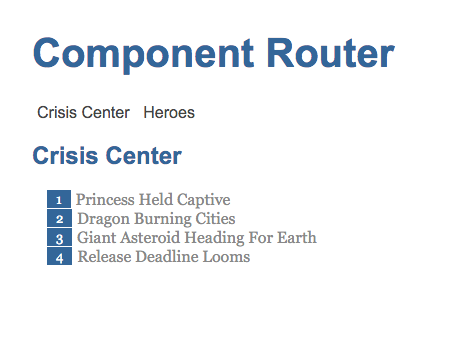 Component Router
Crisis Center Heroes
Crisis Center
1 Princess Held Captive
2 Dragon Burning Cities
3 Giant Asteroid Heading For Earth
4 Release Deadline Looms